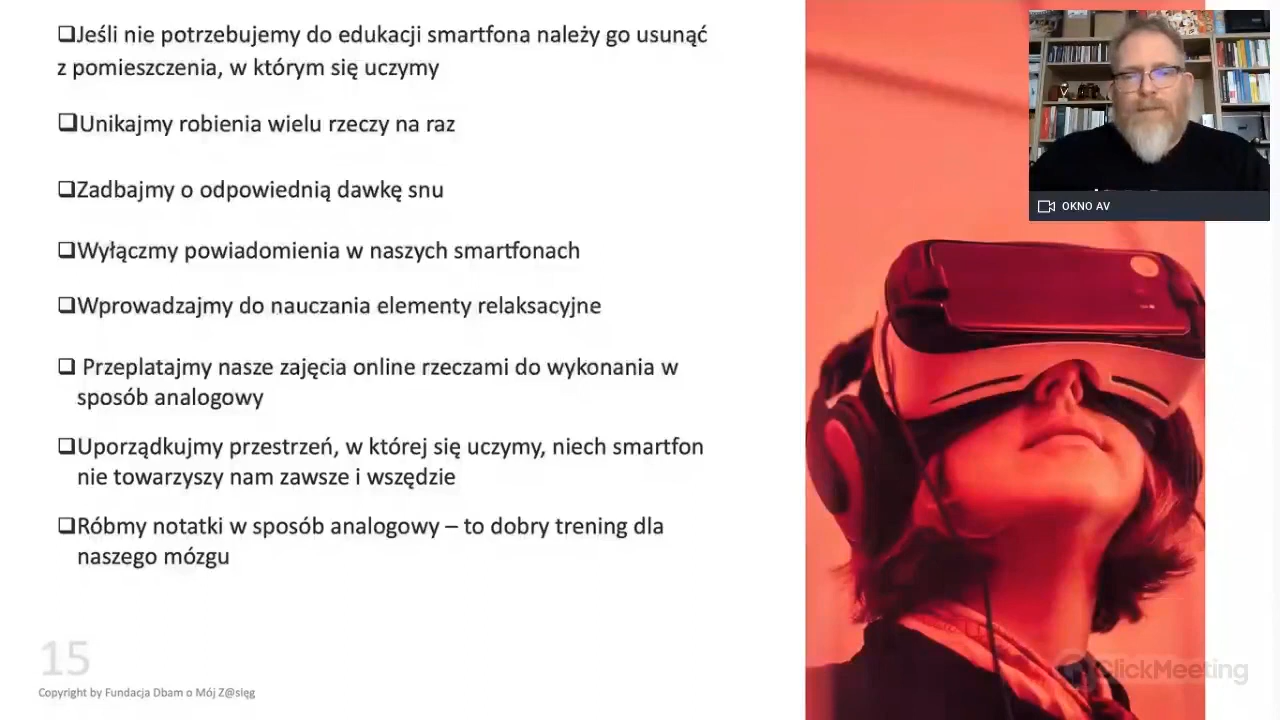 ❑Jeśli nie potrzebujemy do edukacji smartfona należy go usunąć
z pomieszczenia, w którym się uczymy
❑Unikajmy robienia wielu rzeczy na raz
❑Zadbajmy o odpowiednią dawkę snu
❑Wyłączmy powiadomienia w naszych smartfonach
❑Wprowadzajmy do nauczania elementy relaksacyjne
❑ Przeplatajmy nasze zajęcia online rzeczami do wykonania w
sposób analogowy
❑Uporządkujmy przestrzeń, w której się uczymy, niech smartfon
nie towarzyszy nam zawsze i wszędzie
❑Róbmy notatki w sposób analogowy – to dobry trening dla
naszego mózgu
15
Copyright by Fundacja Dbam o Mój Z@sięg
OKNO AV
ClickMeeting